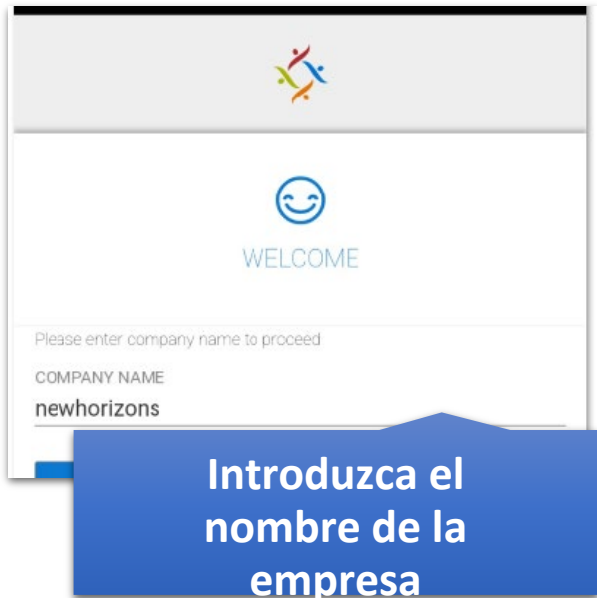 WELCOME
Please enter company name to proceed
COMPANY NAME
newhorizons
Introduzca el
nombre de la
empresa